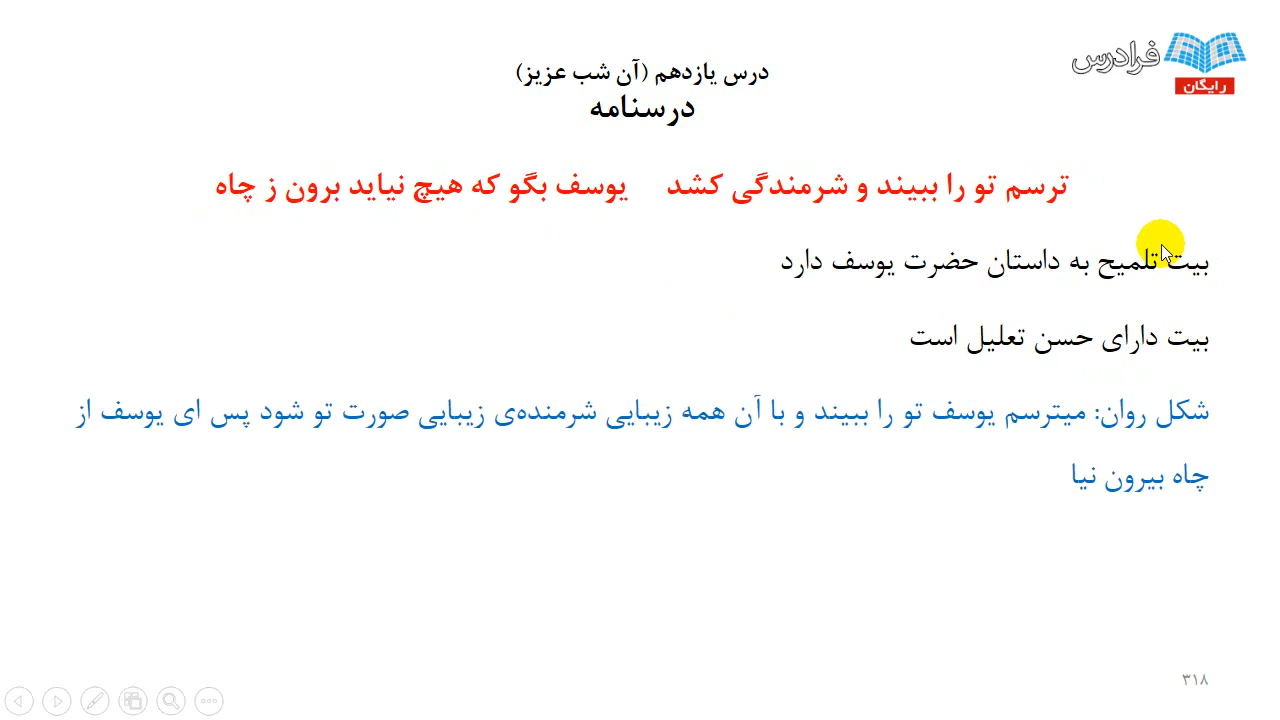 فرادرس
رایگان
درس یازدهم (آن شب عزیز)
درسنامه
ترسم تو را ببیند و شرمندگی کشد یوسف بگو که هیچ نیاید برون ز چاه
بیت تلمیح به داستان حضرت یوسف دارد
بیت دارای حسن تعلیل است
شکل روان: میترسم یوسف تو را ببیند و با آن همه زیبایی شرمنده‌ی زیبایی صورت تو شود پس ای یوسف از
چاه بیرون نیا
۳۱۸